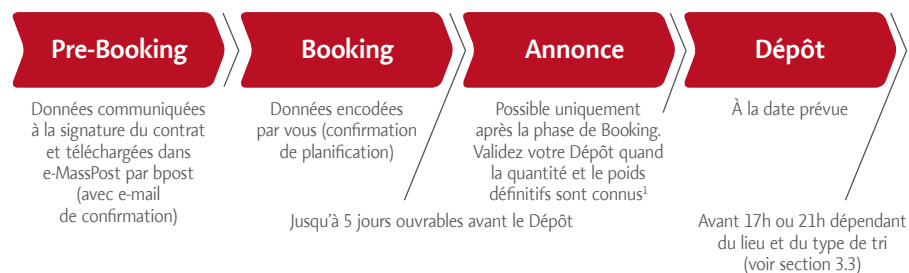 Pre-Booking
Booking
Annonce
Dépôt
Données communiquées
à la signature du contrat
et téléchargées dans
e-MassPost par bpost
(avec e-mail
de confirmation)
Données encodées
par vous (confirmation
de planification)
Possible uniquement
après la phase de Booking.
Validez votre Dépôt quand
la quantité et le poids
définitifs sont connus¹
À la date prévue
Jusqu'à 5 jours ouvrables avant le Dépôt
Avant 17h ou 21h dépendant
du lieu et du type de tri
(voir section 3.3)